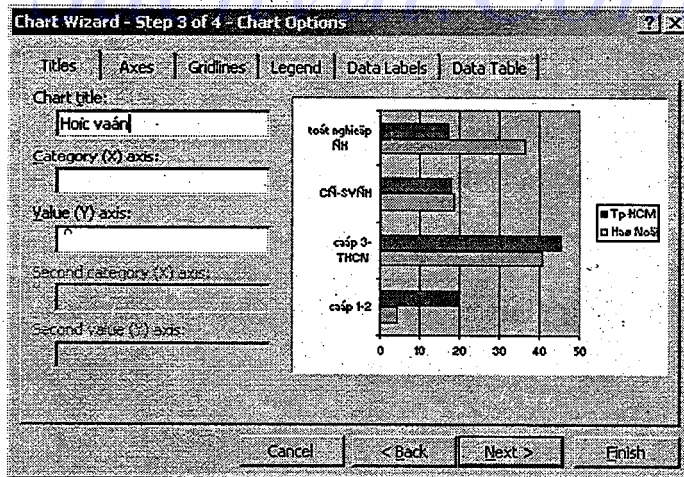 Chart Wizard - Step 3 of 4 - Chart Options
Titles Axes Gridlines Legend Data Labels Data Table
Chart title:
Hoïc vaán
Category (X) axis:
Value (Y) axis:
Second category (X) axis:
Second value (Y) axis:
toát nghieäp
ÑH
CÑ-SVÑH
caáp 3-
THCN
caáp 1-2
0 10 20 30 40 50
Tp HCM
Haø Noäi
Cancel < Back Next > Finish